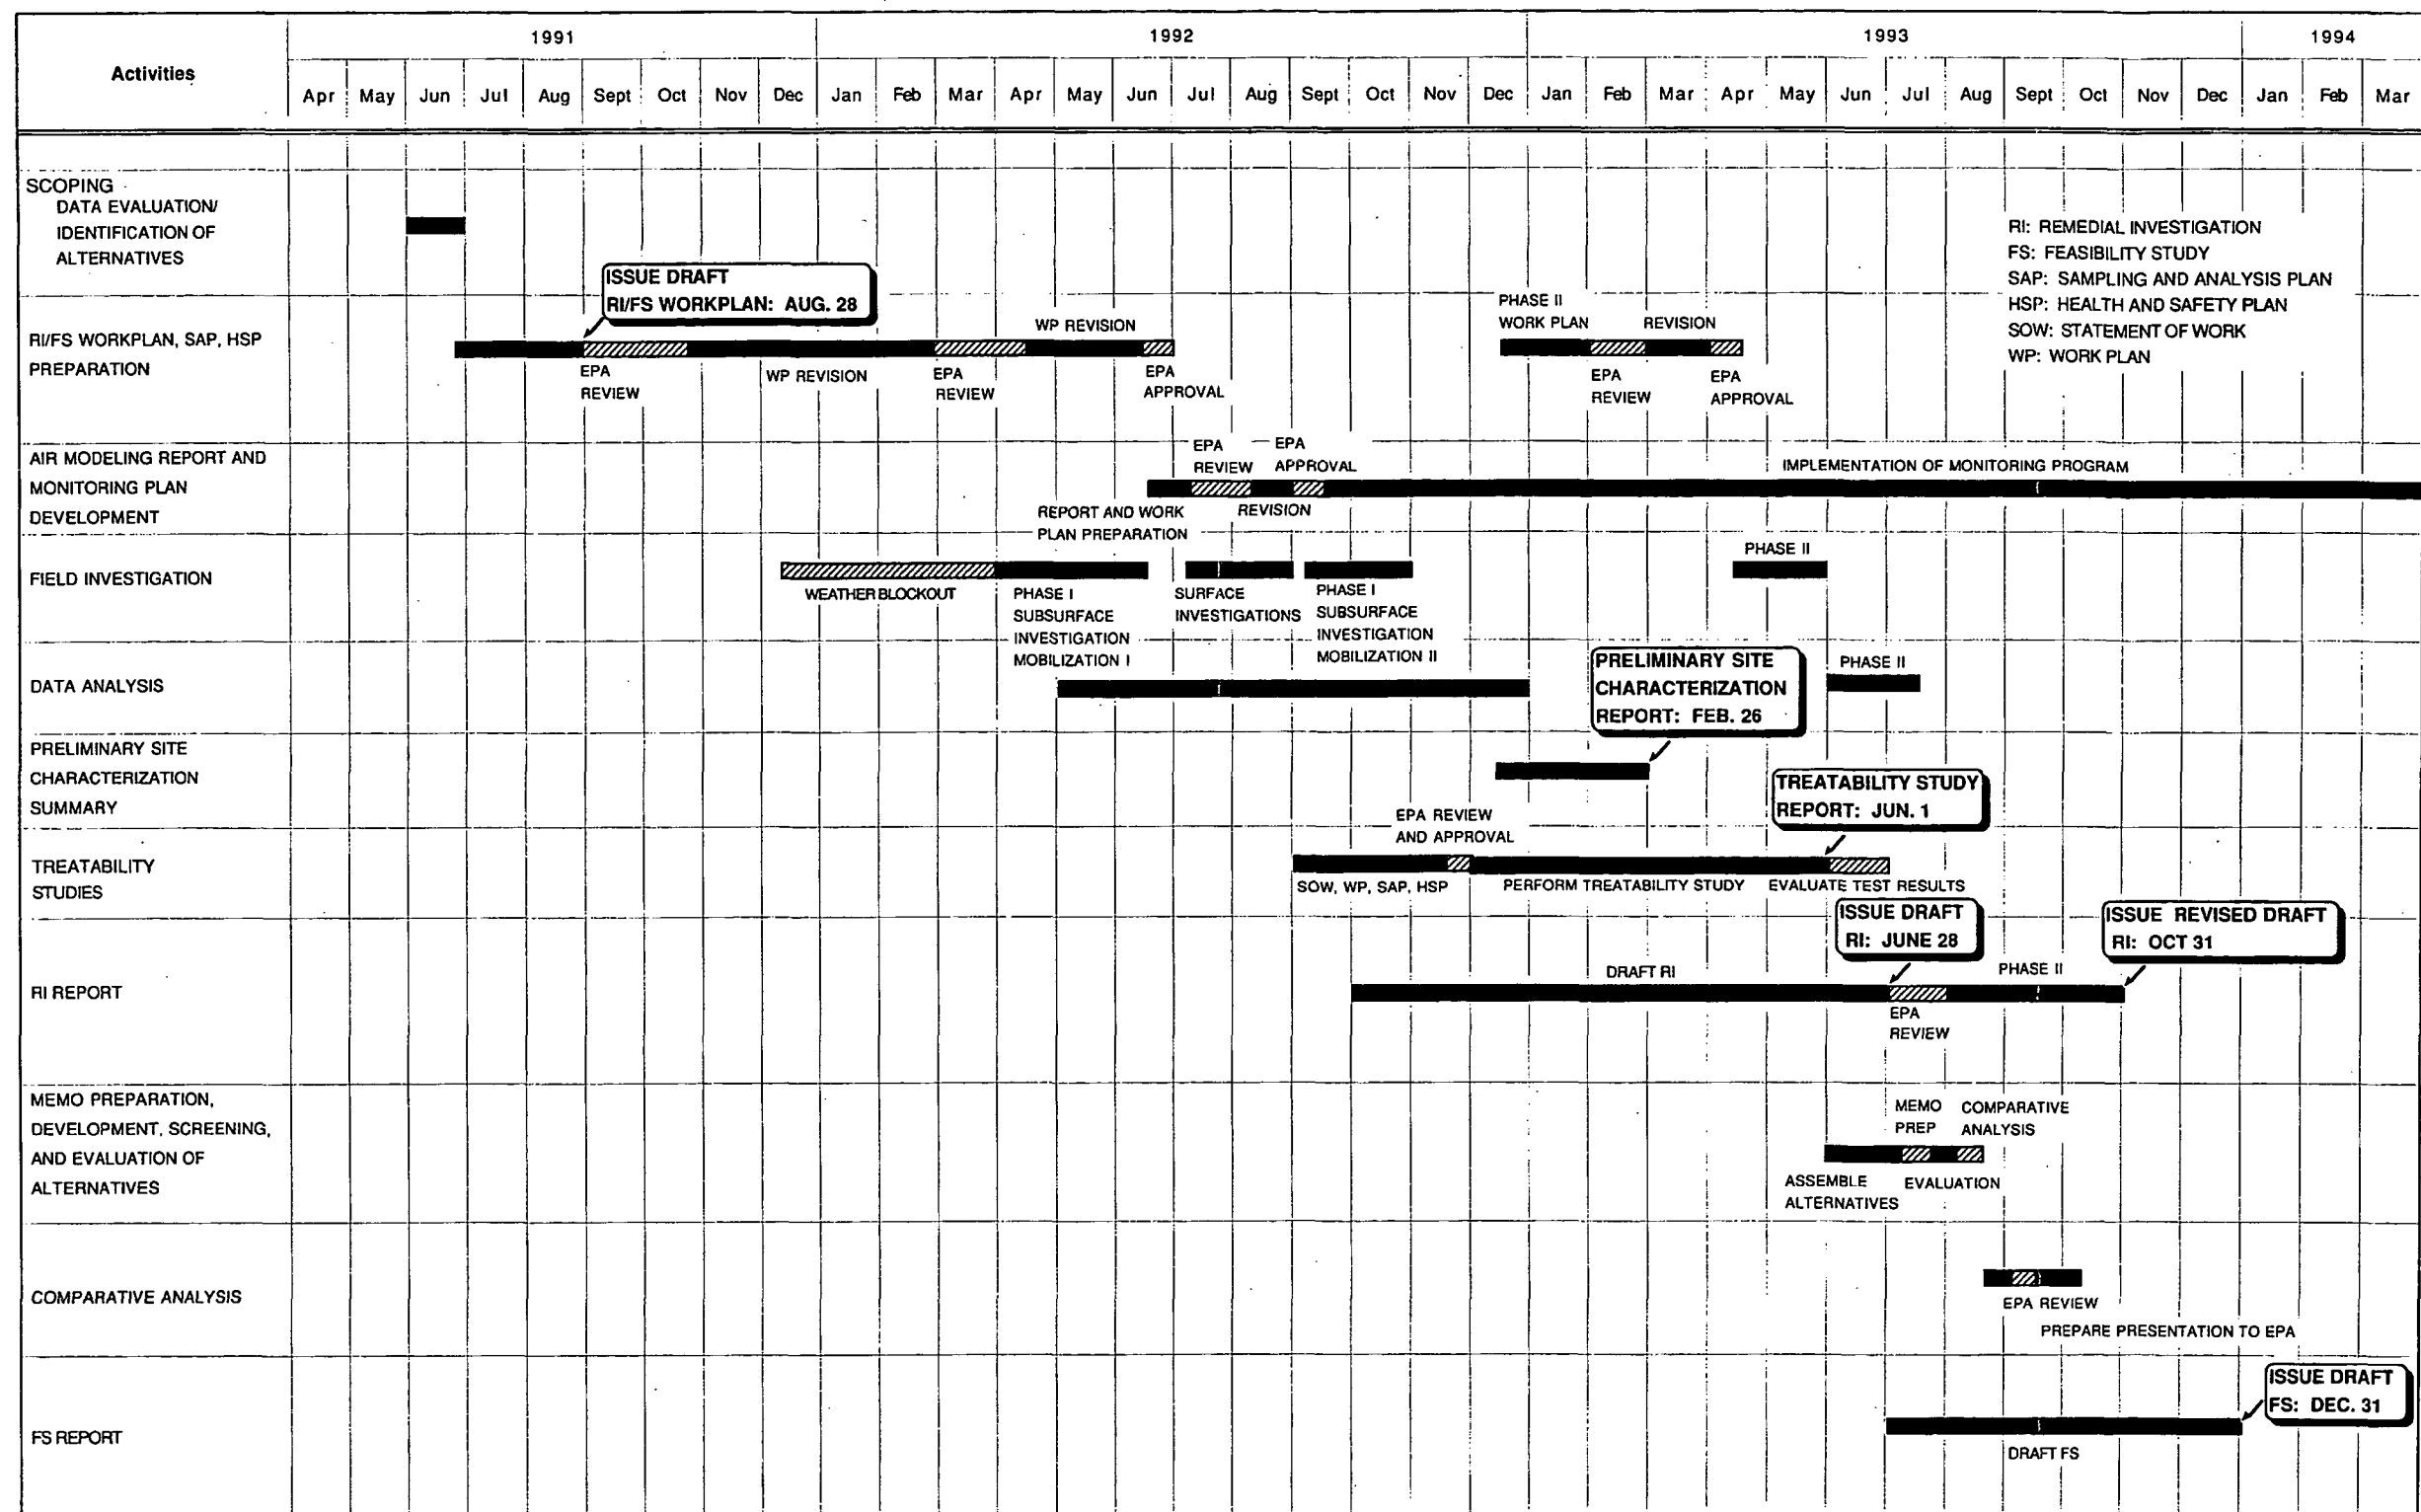 Activities
1991
1992
1993
1994
Apr May Jun Jul Aug Sept Oct Nov Dec Jan Feb Mar Apr May Jun Jul Aug Sept Oct Nov Dec Jan Feb Mar Apr May Jun Jul Aug Sept Oct Nov Dec Jan Feb Mar
SCOPING
DATA EVALUATION/
IDENTIFICATION OF
ALTERNATIVES
RI: REMEDIAL INVESTIGATION
FS: FEASIBILITY STUDY
SAP: SAMPLING AND ANALYSIS PLAN
HSP: HEALTH AND SAFETY PLAN
SOW: STATEMENT OF WORK
WP: WORK PLAN
ISSUE DRAFT
RI/FS WORKPLAN: AUG. 28
RI/FS WORKPLAN, SAP, HSP
PREPARATION
EPA
REVIEW
WP REVISION
EPA
REVIEW
WP REVISION
EPA
APPROVAL
PHASE II
WORK PLAN
EPA
REVIEW
REVISION
EPA
APPROVAL
AIR MODELING REPORT AND
MONITORING PLAN
DEVELOPMENT
REPORT AND WORK
PLAN PREPARATION
EPA
REVIEW
REVISION
EPA
APPROVAL
IMPLEMENTATION OF MONITORING PROGRAM
FIELD INVESTIGATION
WEATHER BLOCKOUT
PHASE I
SUBSURFACE
INVESTIGATION
MOBILIZATION I
SURFACE
INVESTIGATIONS
PHASE I
SUBSURFACE
INVESTIGATION
MOBILIZATION II
PHASE II
DATA ANALYSIS
PHASE II
PRELIMINARY SITE
CHARACTERIZATION
REPORT: FEB. 26
PRELIMINARY SITE
CHARACTERIZATION
SUMMARY
TREATABILITY STUDY
REPORT: JUN. 1
TREATABILITY
STUDIES
SOW, WP, SAP, HSP
EPA REVIEW
AND APPROVAL
PERFORM TREATABILITY STUDY
EVALUATE TEST RESULTS
ISSUE DRAFT
RI: JUNE 28
ISSUE REVISED DRAFT
RI: OCT 31
RI REPORT
DRAFT RI
EPA
REVIEW
PHASE II
MEMO PREPARATION,
DEVELOPMENT, SCREENING,
AND EVALUATION OF
ALTERNATIVES
ASSEMBLE
ALTERNATIVES
MEMO
PREP
EVALUATION
COMPARATIVE
ANALYSIS
COMPARATIVE ANALYSIS
EPA REVIEW
PREPARE PRESENTATION TO EPA
ISSUE DRAFT
FS: DEC. 31
FS REPORT
DRAFT FS